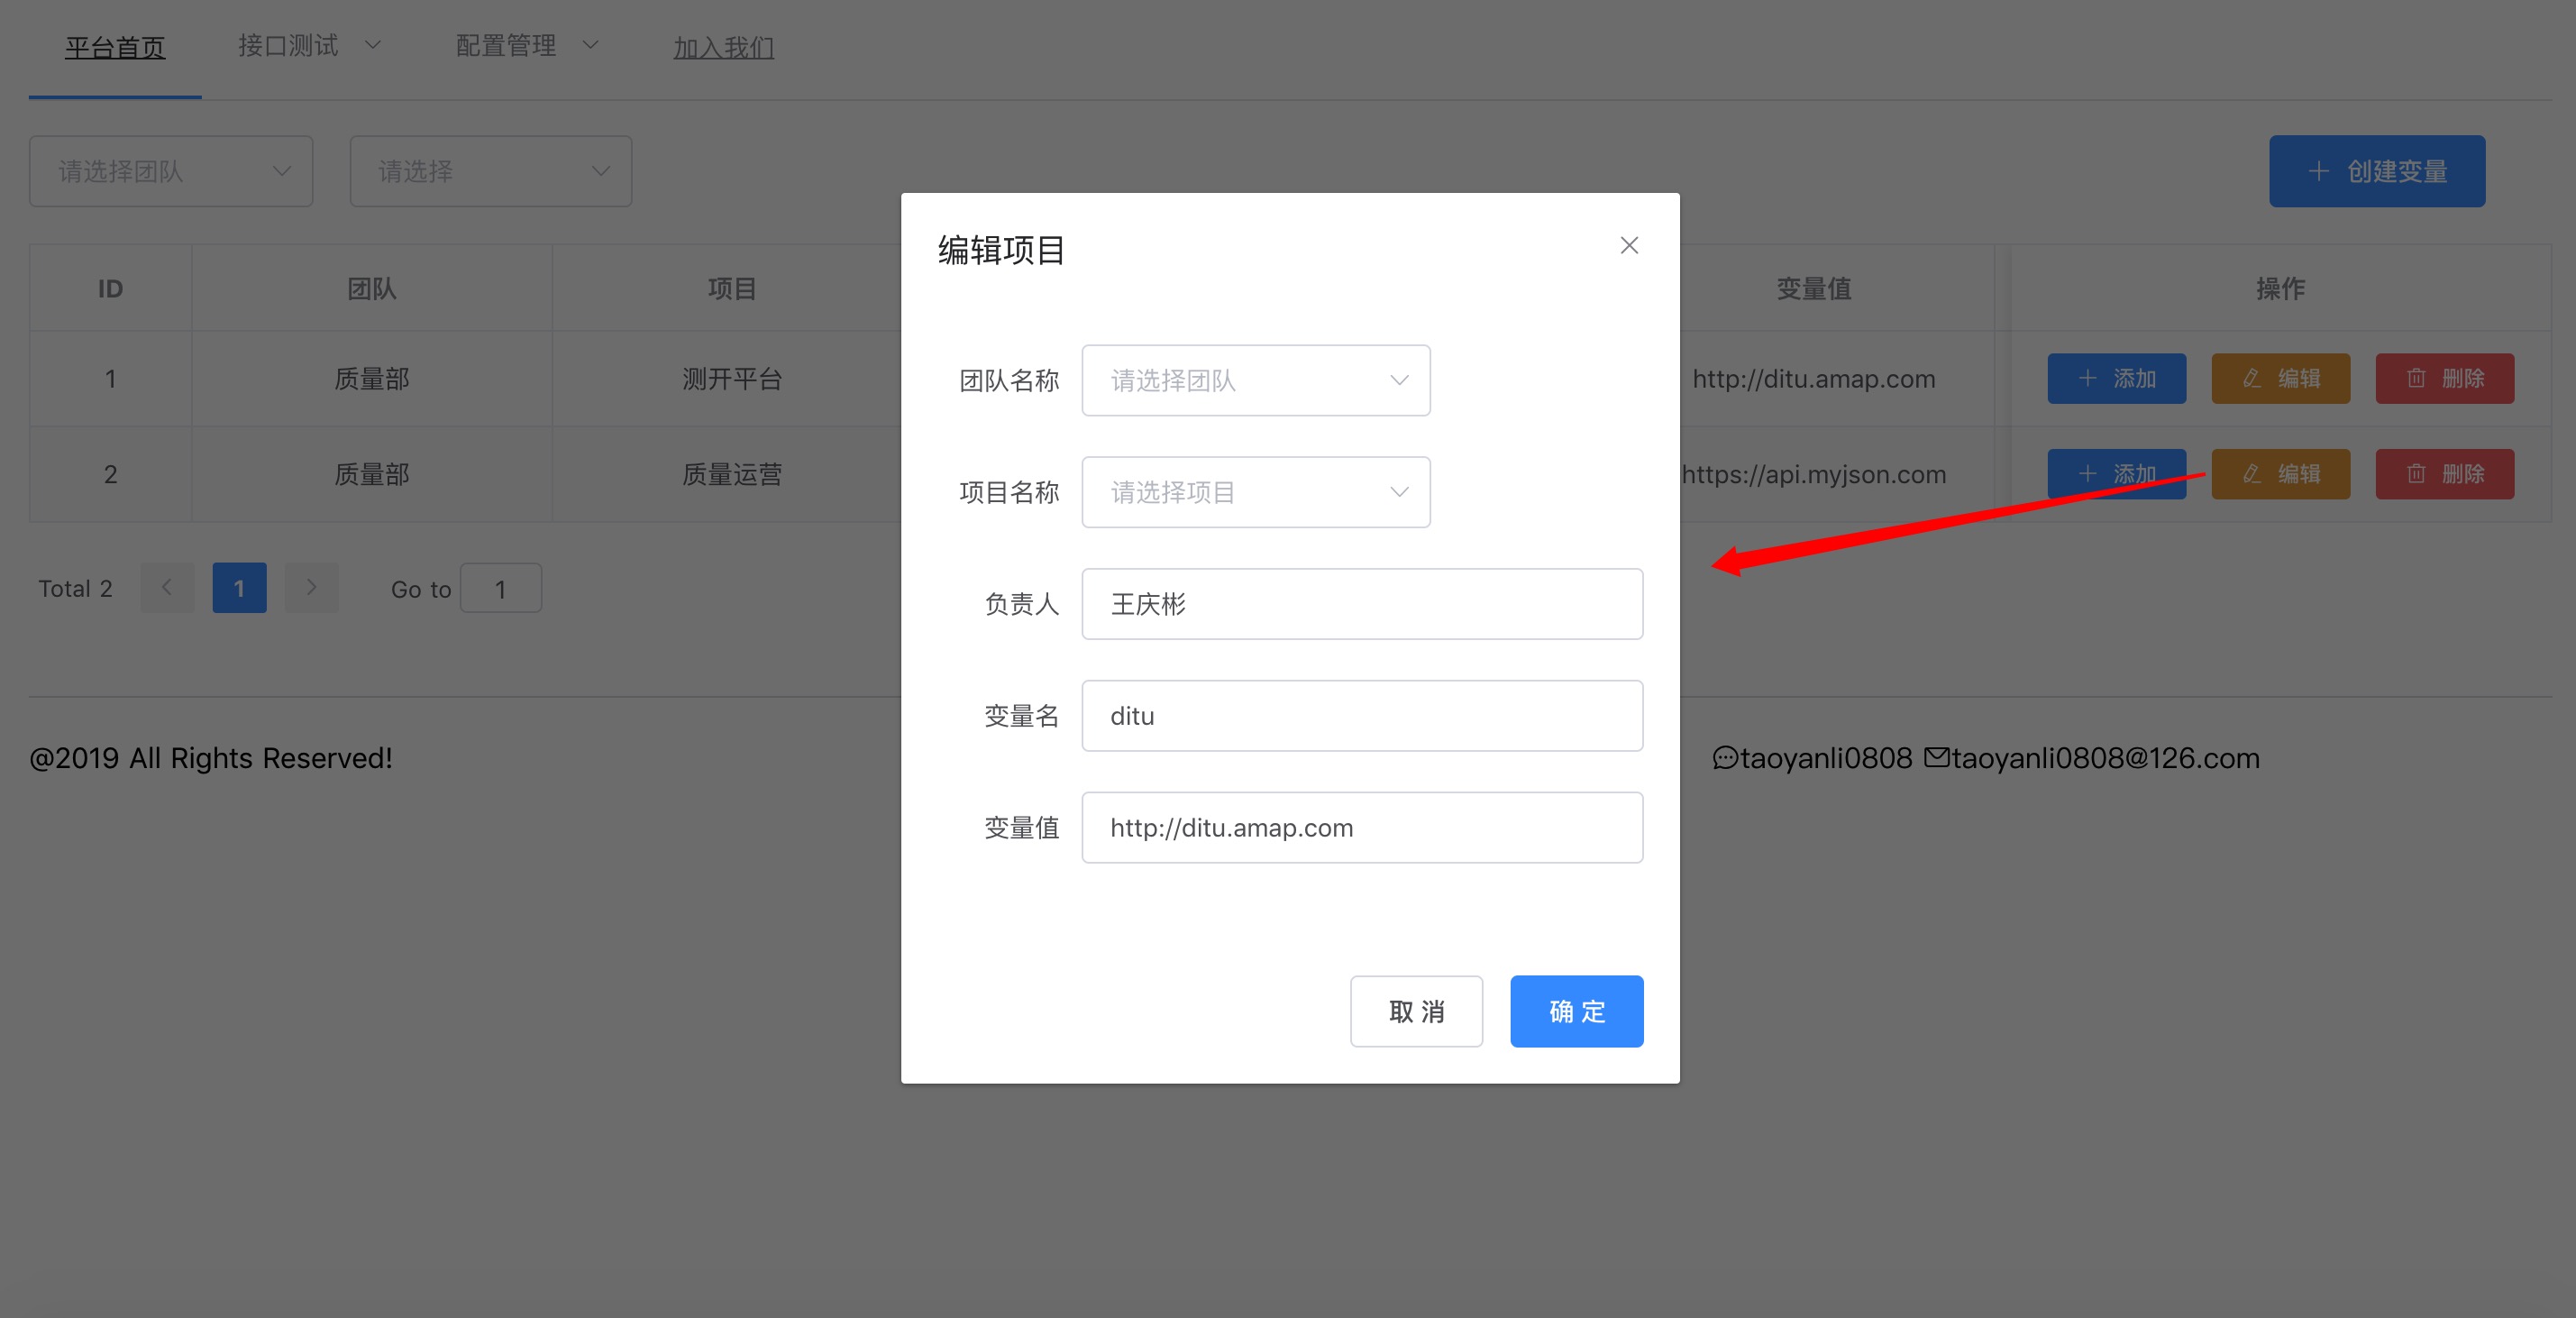 平台首页 接口测试 配置管理 加入我们
请选择团队 请选择 创建变量
ID 团队 项目 变量值 操作
1 质量部 测开平台 http://ditu.amap.com 添加 编辑 删除
2 质量部 质量运营 https://api.myjson.com 添加 编辑 删除
Total 2 1 Go to 1
@2019 All Rights Reserved! taoyanli0808 taoyanli0808@126.com
编辑项目
团队名称 请选择团队
项目名称 请选择项目
负责人 王庆彬
变量名 ditu
变量值 http://ditu.amap.com
取 消 确 定